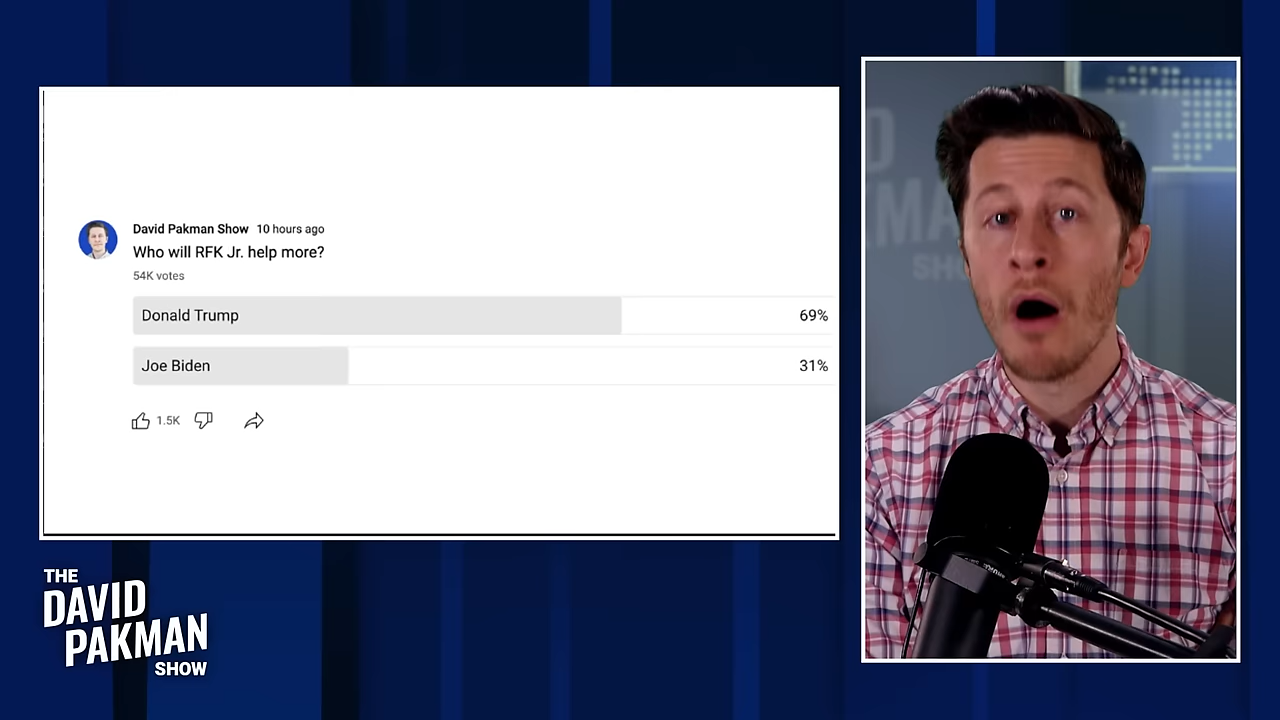 David Pakman Show 10 hours ago
Who will RFK Jr. help more?
54K votes
Donald Trump 69%
Joe Biden 31%
1.5K
THE
DAVID
PAKMAN
SHOW